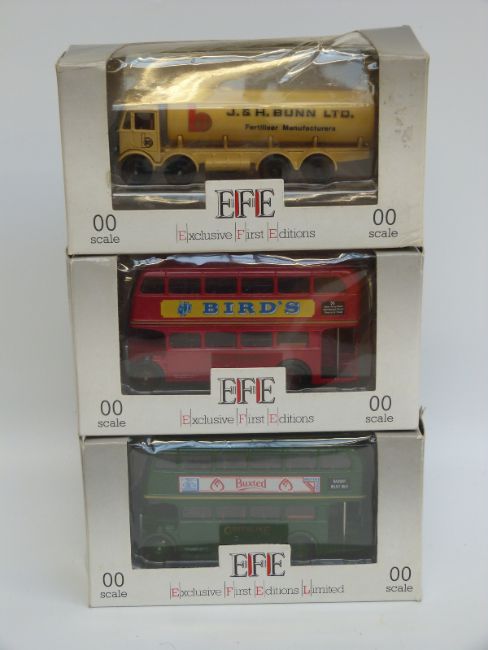 J. & H. BUNN LTD.
Fertiliser Manufacturers
EFE
00 scale
Exclusive First Editions
00 scale
BIRD'S
EFE
00 scale
Exclusive First Editions
00 scale
Buxted
EFE
00 scale
Exclusive First Editions Limited
00 scale